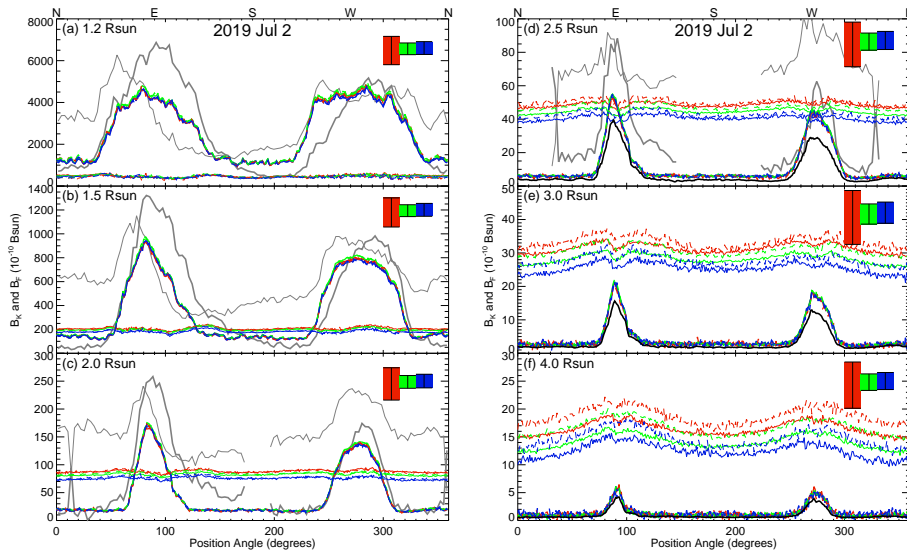 N E S W N
(a) 1.2 Rsun 2019 Jul 2
8000
6000
4000
2000
0
(b) 1.5 Rsun
1400
1200
1000
800
600
400
200
0
(c) 2.0 Rsun
300
250
200
150
100
50
0
0 100 200 300
Position Angle (degrees)
B_K and B_F (10^-10 Bsun)
N E S W
(d) 2.5 Rsun 2019 Jul 2
100
80
60
40
20
0
(e) 3.0 Rsun
50
40
30
20
10
0
(f) 4.0 Rsun
30
25
20
15
10
5
0
0 100 200 300
Position Angle (degrees)
B_K and B_F (10^-10 Bsun)